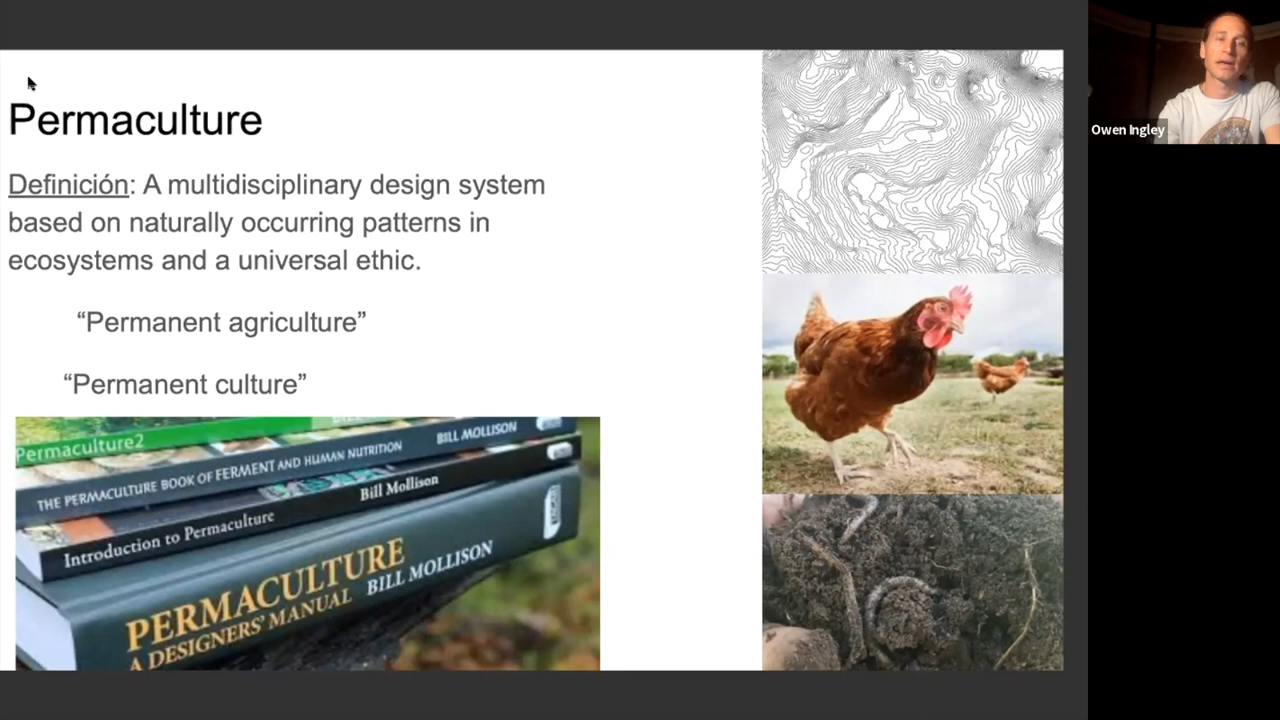 Permaculture
Definición: A multidisciplinary design system
based on naturally occurring patterns in
ecosystems and a universal ethic.
“Permanent agriculture”
“Permanent culture”
Permaculture2
THE PERMACULTURE BOOK OF FERMENT AND HUMAN NUTRITION BILL MOLLISON
Introduction to Permaculture Bill Mollison
PERMACULTURE BILL MOLLISON
A DESIGNERS’ MANUAL
Owen Ingley